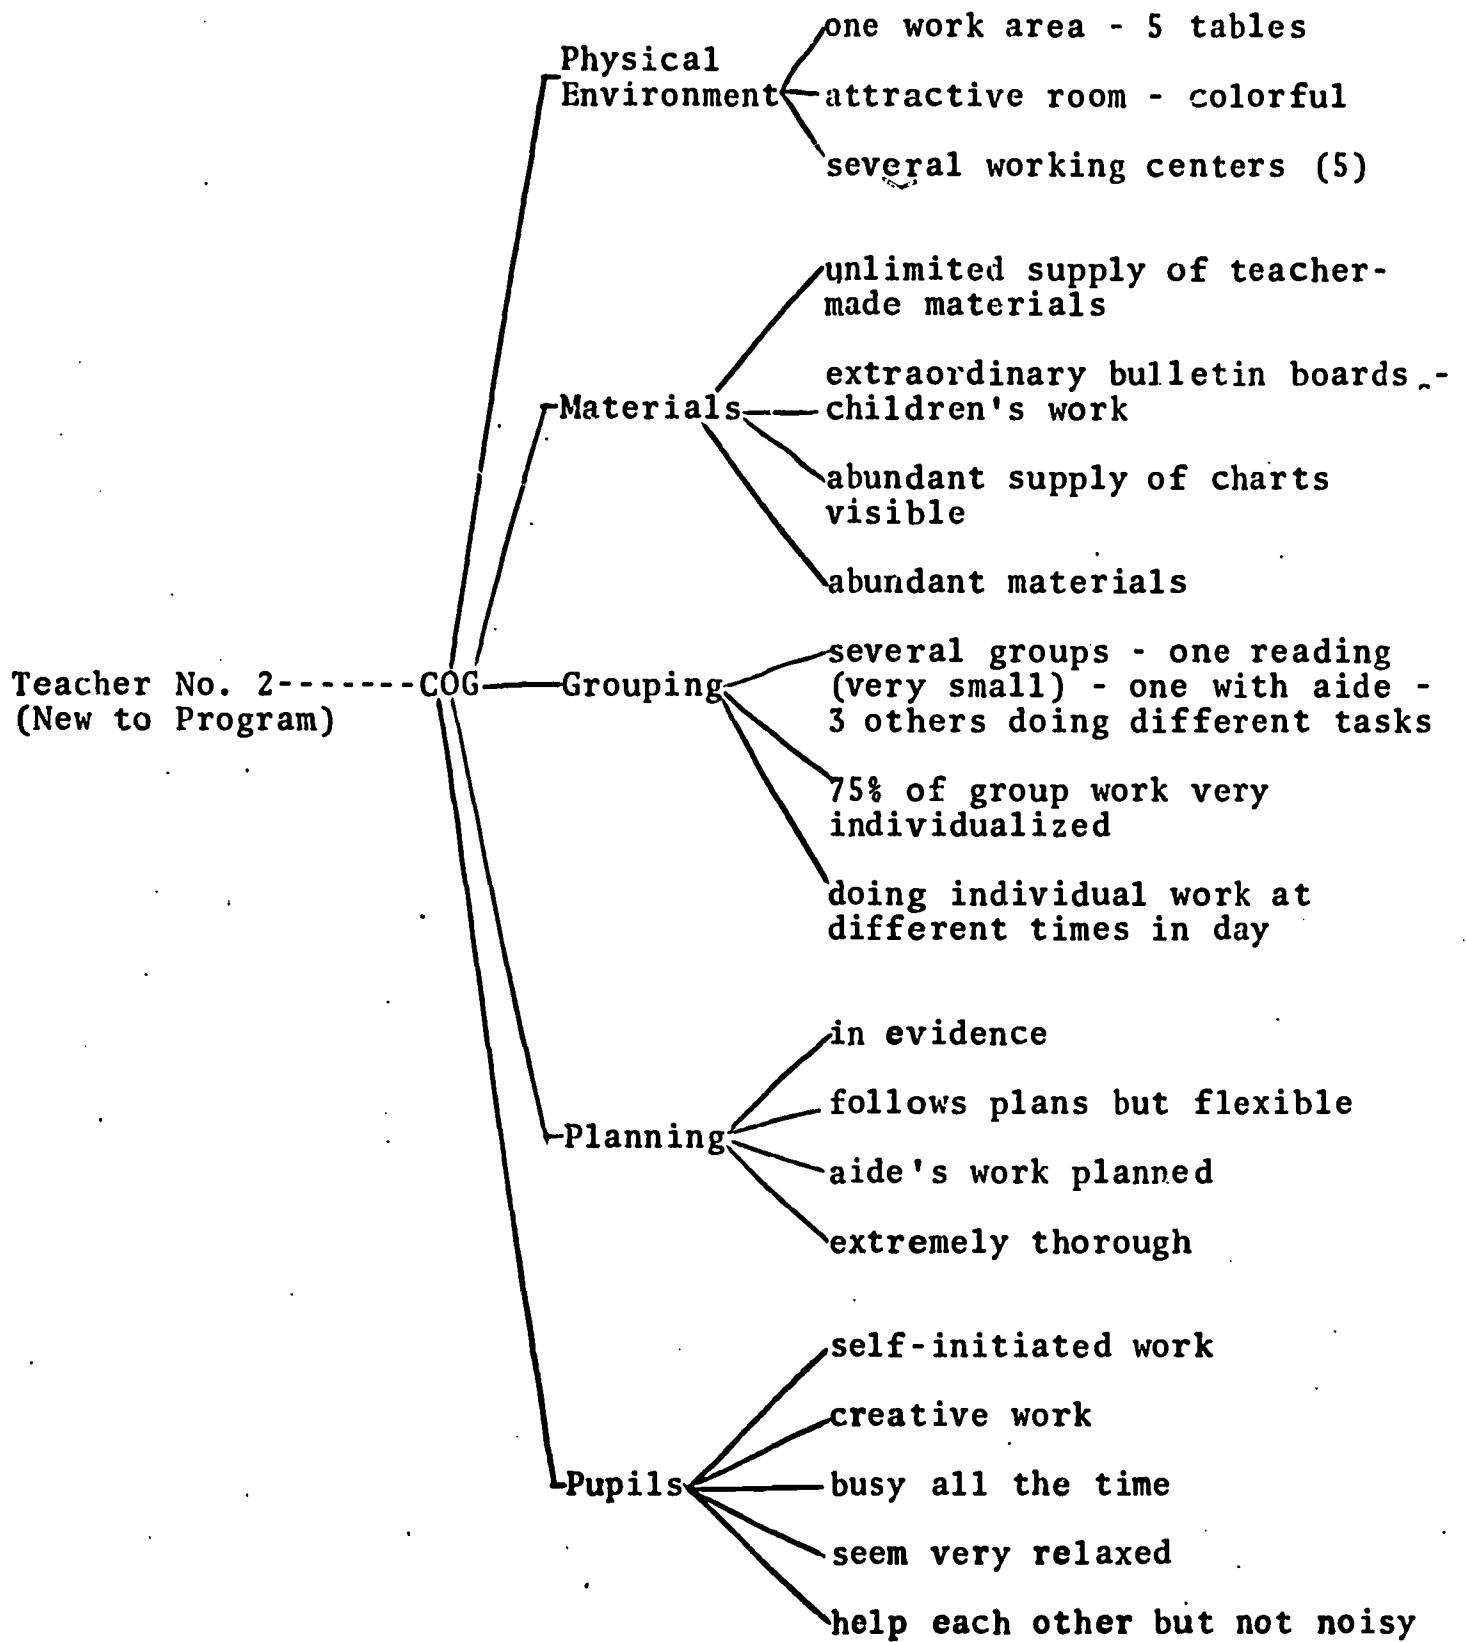 one work area - 5 tables
Physical
Environment
attractive room - colorful
several working centers (5)
unlimited supply of teacher-
made materials
extraordinary bulletin boards -
Materials
children's work
abundant supply of charts
visible
abundant materials
several groups - one reading
Teacher No. 2-------COG
Grouping
(very small) - one with aide -
(New to Program)
3 others doing different tasks
75% of group work very
individualized
doing individual work at
different times in day
in evidence
follows plans but flexible
Planning
aide's work planned
extremely thorough
self-initiated work
creative work
Pupils
busy all the time
seem very relaxed
help each other but not noisy